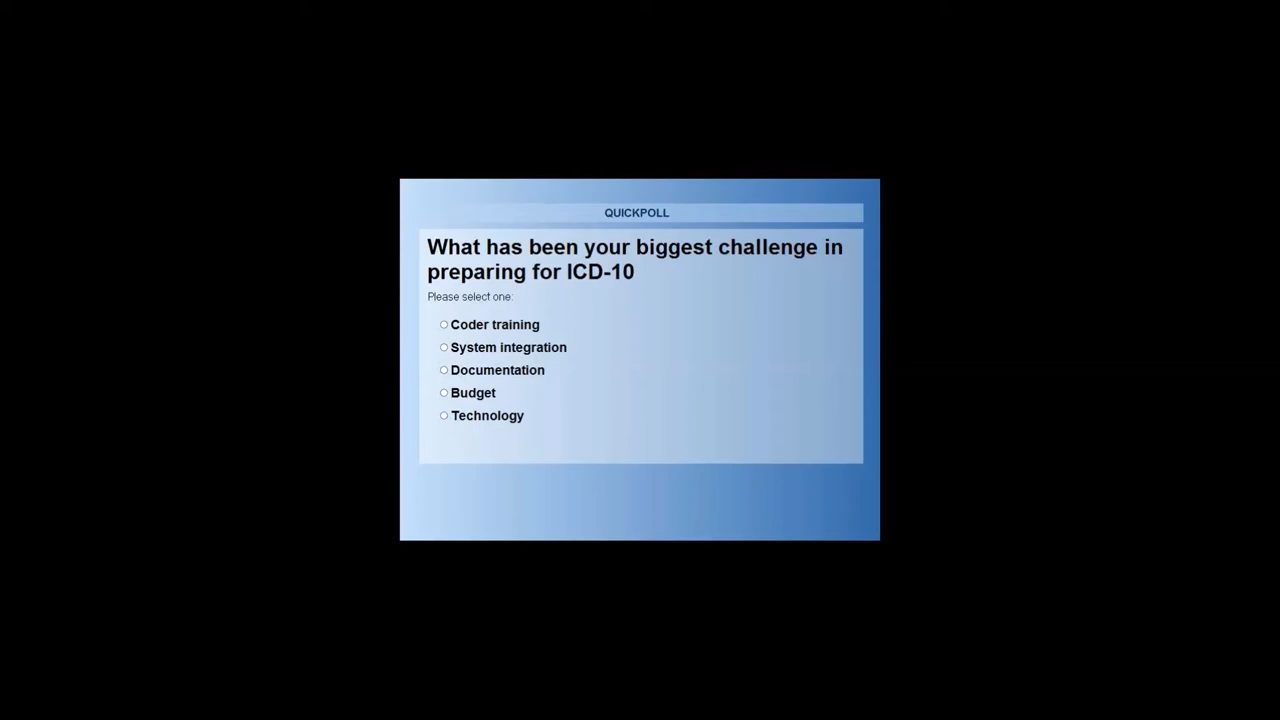 QUICKPOLL
What has been your biggest challenge in
preparing for ICD-10
Please select one:
Coder training
System integration
Documentation
Budget
Technology